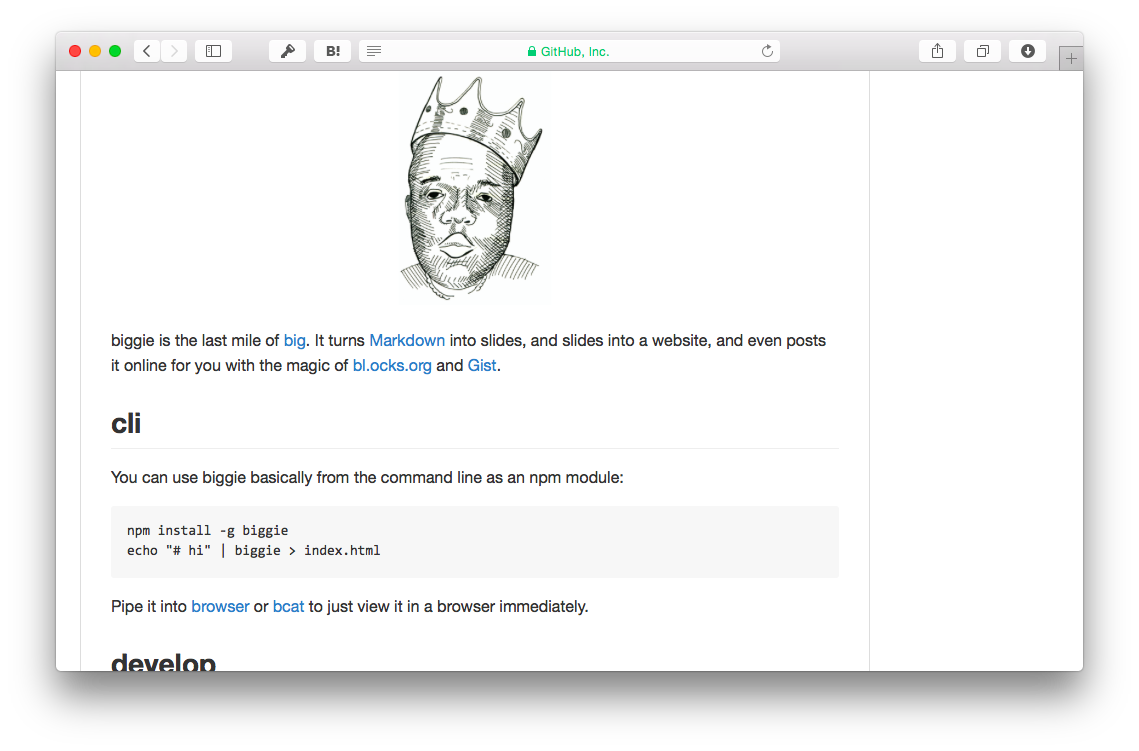 B!
GitHub, Inc.
biggie is the last mile of big. It turns Markdown into slides, and slides into a website, and even posts
it online for you with the magic of bl.ocks.org and Gist.
cli
You can use biggie basically from the command line as an npm module:
npm install -g biggie
echo "# hi" | biggie > index.html
Pipe it into browser or bcat to just view it in a browser immediately.
develop